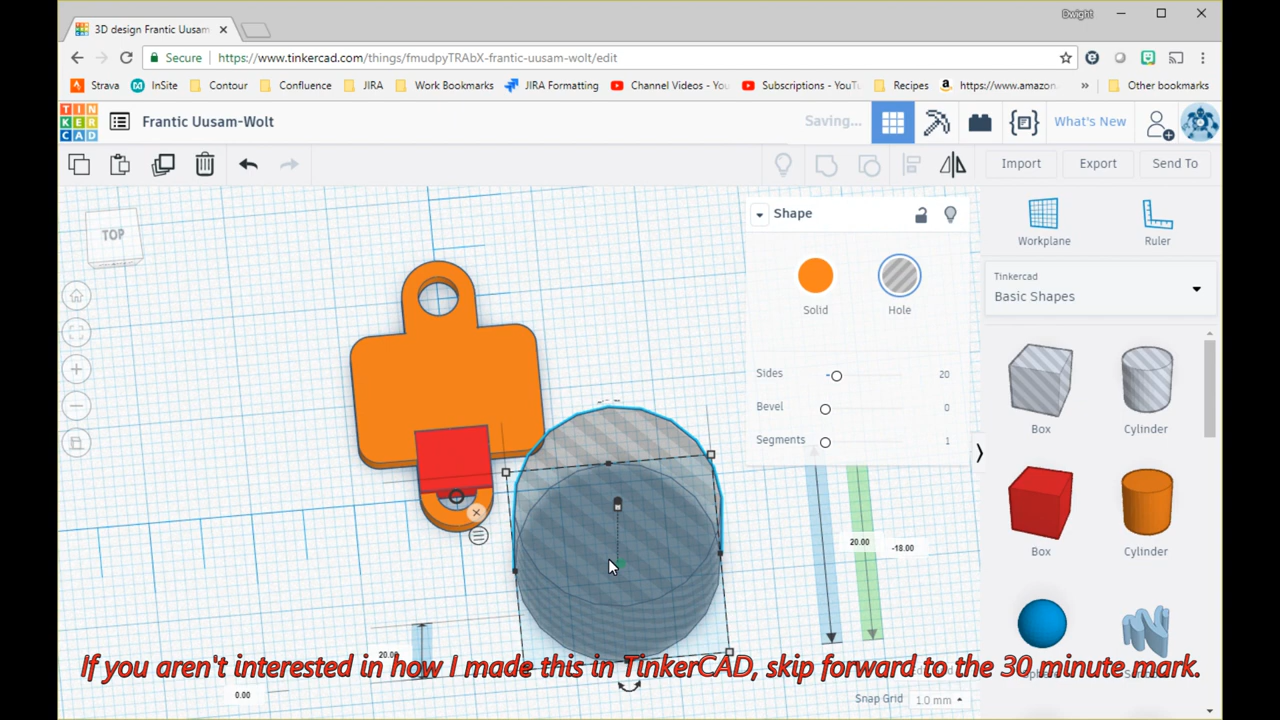 Dwight
3D design Frantic Uusam
Secure https://www.tinkercad.com/things/fmudpyTRAbX-frantic-uusam-wolt/edit
Strava InSite Contour Confluence JIRA Work Bookmarks JIRA Formatting Channel Videos - You Subscriptions - YouTu Recipes https://www.amazon. » Other bookmarks
TIN
KER
CAD
Frantic Uusam-Wolt Saving... What's New
Import Export Send To
TOP
Shape
Solid Hole
Sides 20
Bevel 0
Segments 1
Workplane Ruler
Tinkercad
Basic Shapes
Box Cylinder
Box Cylinder
20.00 -18.00
20.00
0.00
If you aren't interested in how I made this in TinkerCAD, skip forward to the 30 minute mark.
Snap Grid 1.0 mm